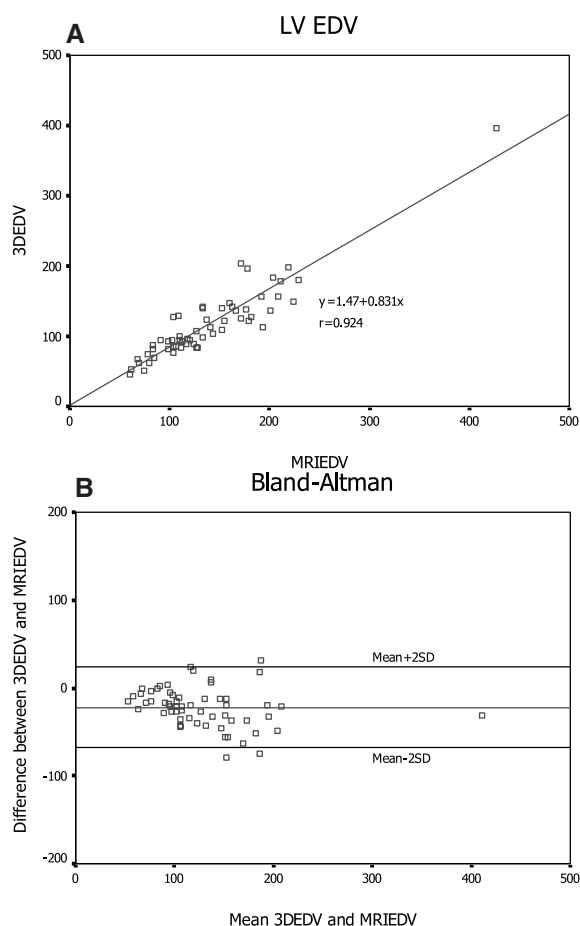 A
LV EDV
500
400
300
200
100
0
3DEDV
y=1.47+0.831x
r=0.924
0 100 200 300 400 500
MRIEDV
B
Bland-Altman
200
100
0
-100
-200
Difference between 3DEDV and MRIEDV
Mean+2SD
Mean-2SD
0 100 200 300 400 500
Mean 3DEDV and MRIEDV